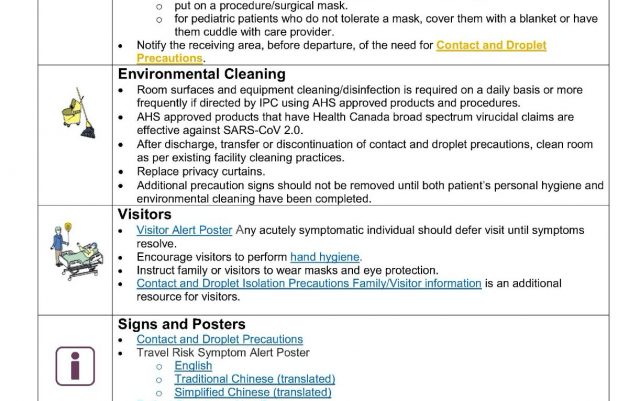 o put on a procedure/surgical mask.
o for pediatric patients who do not tolerate a mask, cover them with a blanket or have
them cuddle with care provider.
• Notify the receiving area, before departure, of the need for Contact and Droplet
Precautions.
Environmental Cleaning
• Room surfaces and equipment cleaning/disinfection is required on a daily basis or more
frequently if directed by IPC using AHS approved products and procedures.
• AHS approved products that have Health Canada broad spectrum virucidal claims are
effective against SARS-CoV 2.0.
• After discharge, transfer or discontinuation of contact and droplet precautions, clean room
as per existing facility cleaning practices.
• Replace privacy curtains.
• Additional precaution signs should not be removed until both patient's personal hygiene and
environmental cleaning have been completed.
Visitors
• Visitor Alert Poster Any acutely symptomatic individual should defer visit until symptoms
resolve.
• Encourage visitors to perform hand hygiene.
• Instruct family or visitors to wear masks and eye protection.
• Contact and Droplet Isolation Precautions Family/Visitor information is an additional
resource for visitors.
Signs and Posters
• Contact and Droplet Precautions
• Travel Risk Symptom Alert Poster
o English
o Traditional Chinese (translated)
o Simplified Chinese (translated)